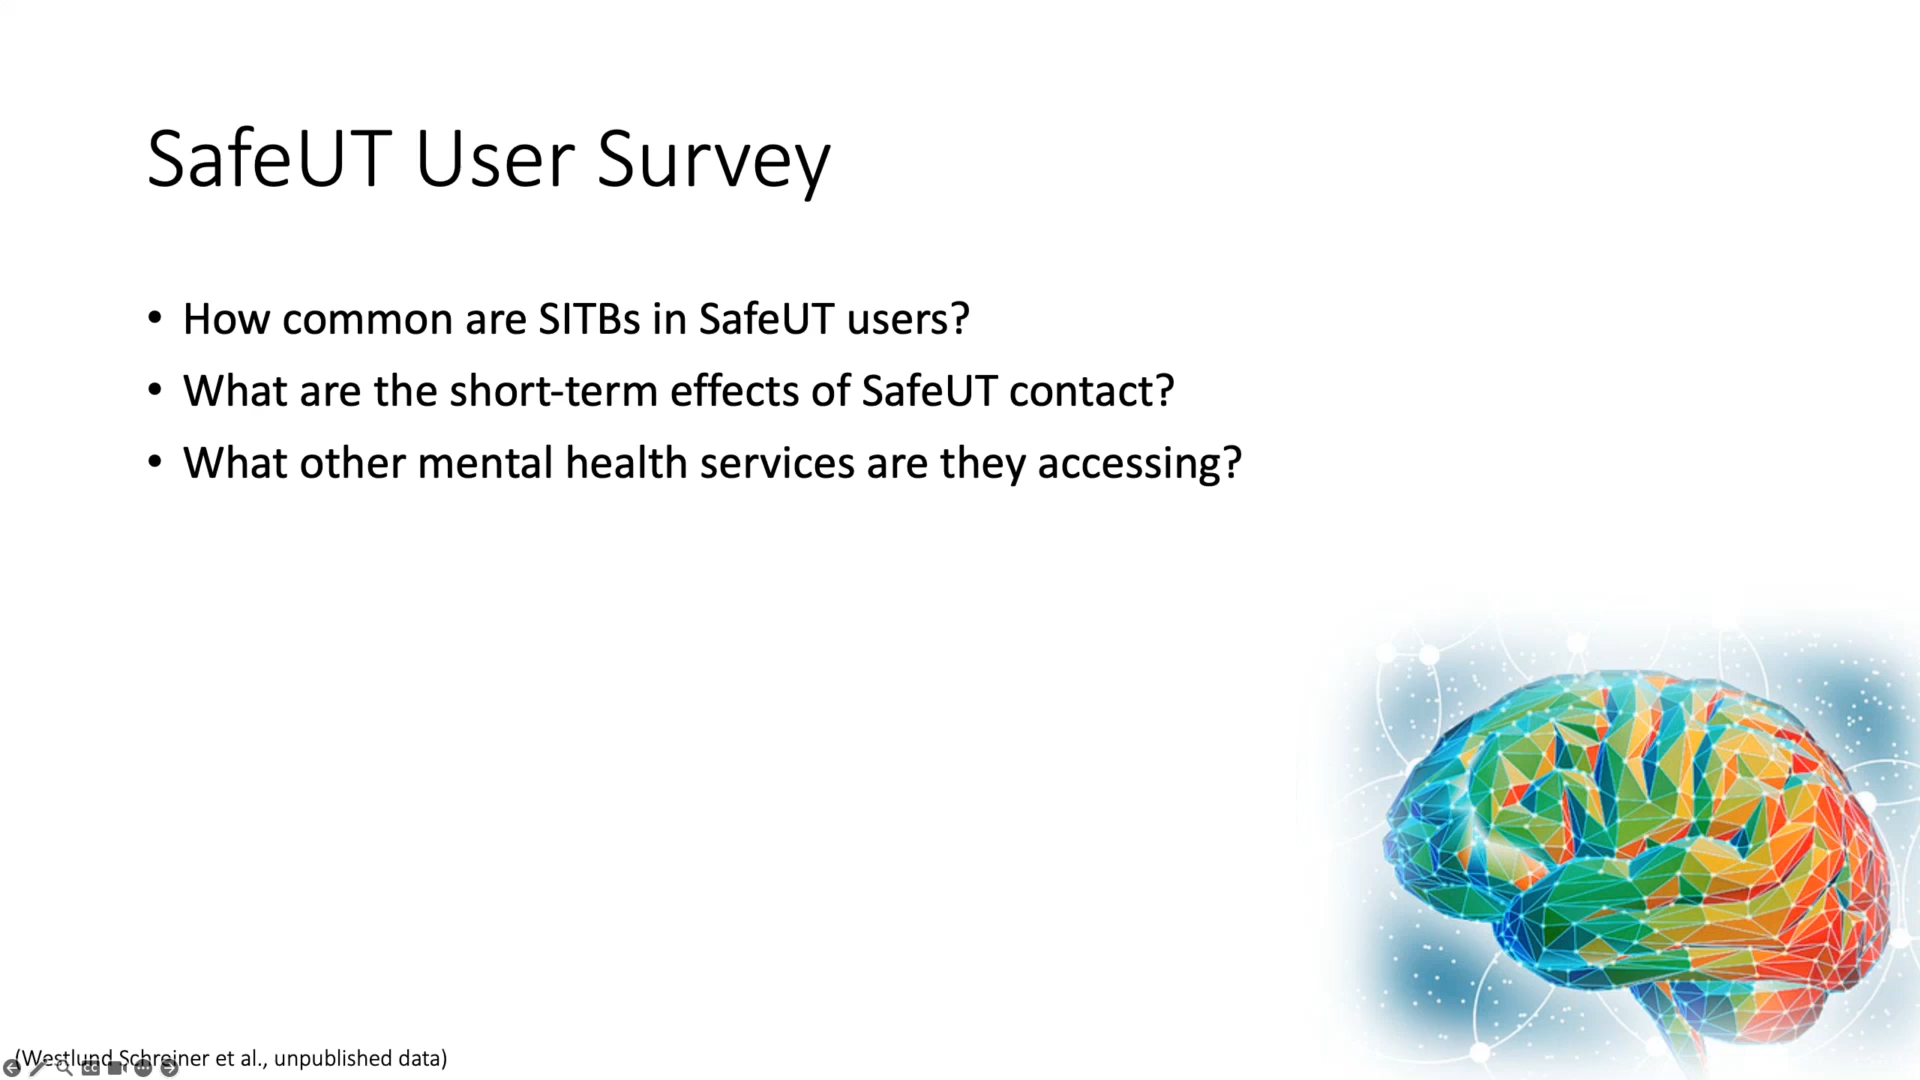 SafeUT User Survey
• How common are SITBs in SafeUT users?
• What are the short-term effects of SafeUT contact?
• What other mental health services are they accessing?
(Westlund Schreiner et al., unpublished data)
CC